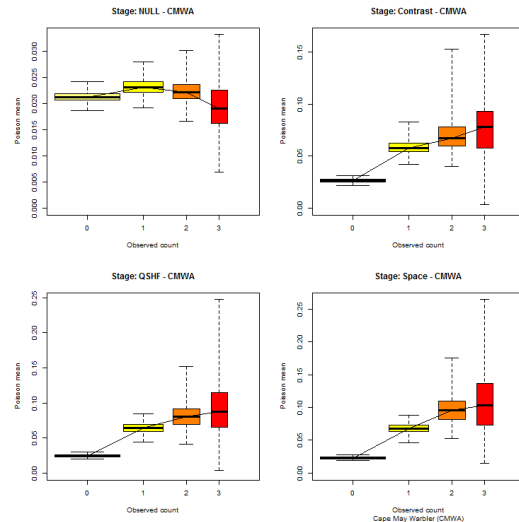 Stage: NULL - CMWA
Poisson mean
0.000
0.005
0.010
0.015
0.020
0.025
0.030
0 1 2 3
Observed count
Stage: Contrast - CMWA
Poisson mean
0.00
0.05
0.10
0.15
0 1 2 3
Observed count
Stage: QSHF - CMWA
Poisson mean
0.00
0.05
0.10
0.15
0.20
0.25
0 1 2 3
Observed count
Stage: Space - CMWA
Poisson mean
0.00
0.05
0.10
0.15
0.20
0.25
0 1 2 3
Observed count
Cape May Warbler (CMWA)